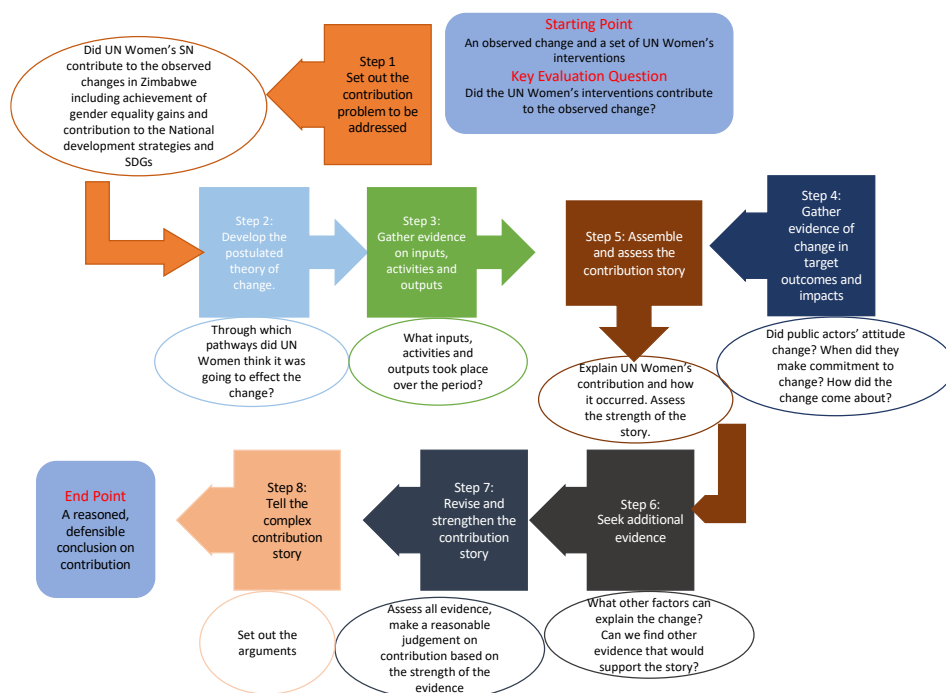 Starting Point
An observed change and a set of UN Women's
interventions
Key Evaluation Question
Did the UN Women's interventions contribute
to the observed change?
Step 1
Set out the
contribution
problem to be
addressed
Did UN Women's SN
contribute to the observed
changes in Zimbabwe
including achievement of
gender equality gains and
contribution to the National
development strategies and
SDGs
Step 2:
Develop the
postulated
theory of
change.
Through which
pathways did UN
Women think it was
going to effect the
change?
Step 3:
Gather evidence
on inputs,
activities and
outputs
What inputs,
activities and
outputs took place
over the period?
Step 4:
Gather
evidence of
change in
target
outcomes and
impacts
Did public actors' attitude
change? When did they
make commitment to
change? How did the
change come about?
Step 5: Assemble
and assess the
contribution story
Explain UN Women's
contribution and how
it occurred. Assess
the strength of the
story.
Step 6:
Seek additional
evidence
What other factors can
explain the change?
Can we find other
evidence that would
support the story?
Step 7:
Revise and
strengthen the
contribution
story
Assess all evidence,
make a reasonable
judgement on
contribution based on
the strength of the
evidence
Step 8:
Tell the
complex
contribution
story
Set out the
arguments
End Point
A reasoned,
defensible
conclusion on
contribution